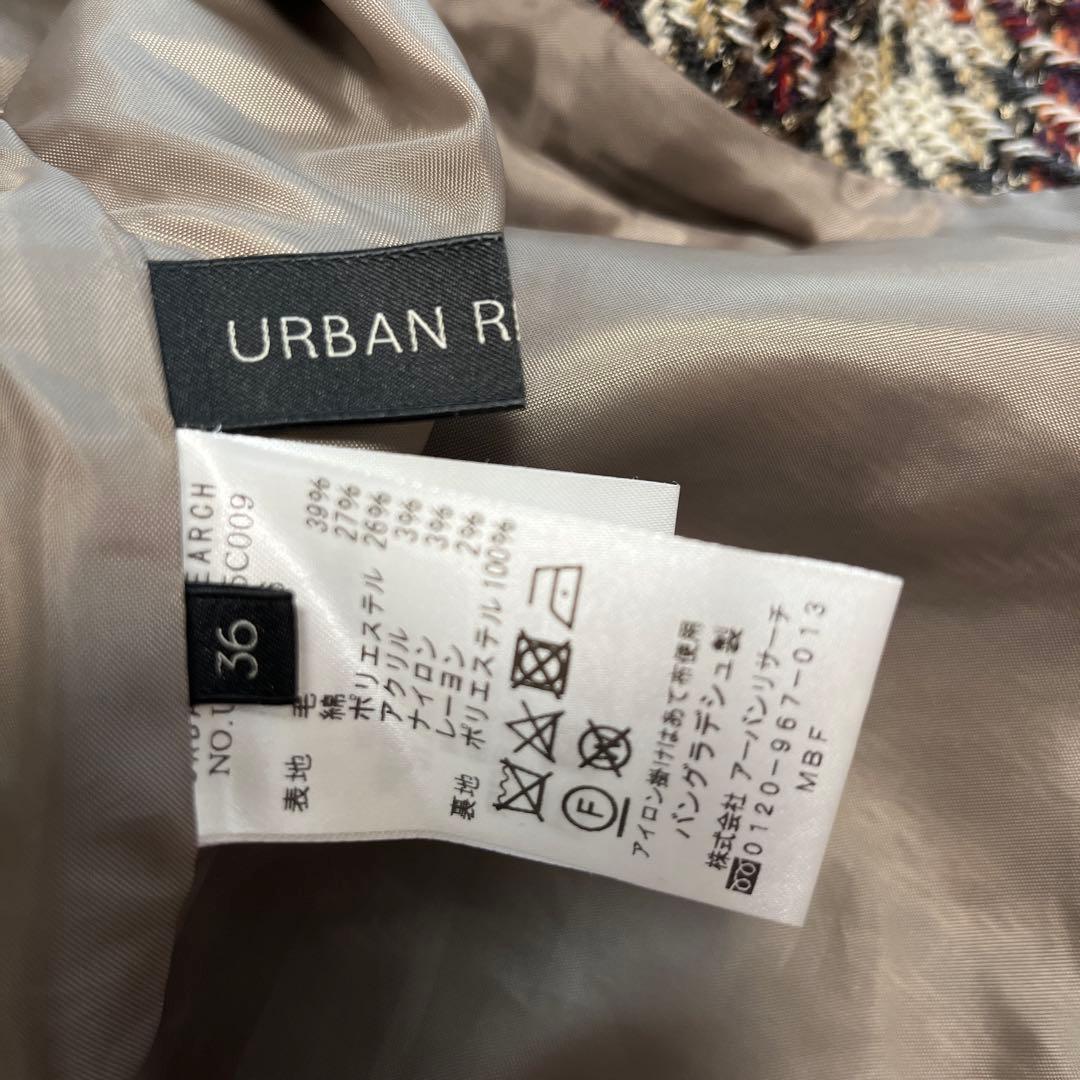 URBAN R
EARCH
5C009
NO.U
36
表地
毛 39%
綿 27%
ポリエステル 26%
アクリル 3%
ナイロン 3%
レーヨン 2%
裏地 ポリエステル 100%
F
アイロン掛けはあて布使用
バングラデシュ製
株式会社 アーバンリサーチ
0120-967-013
MBF